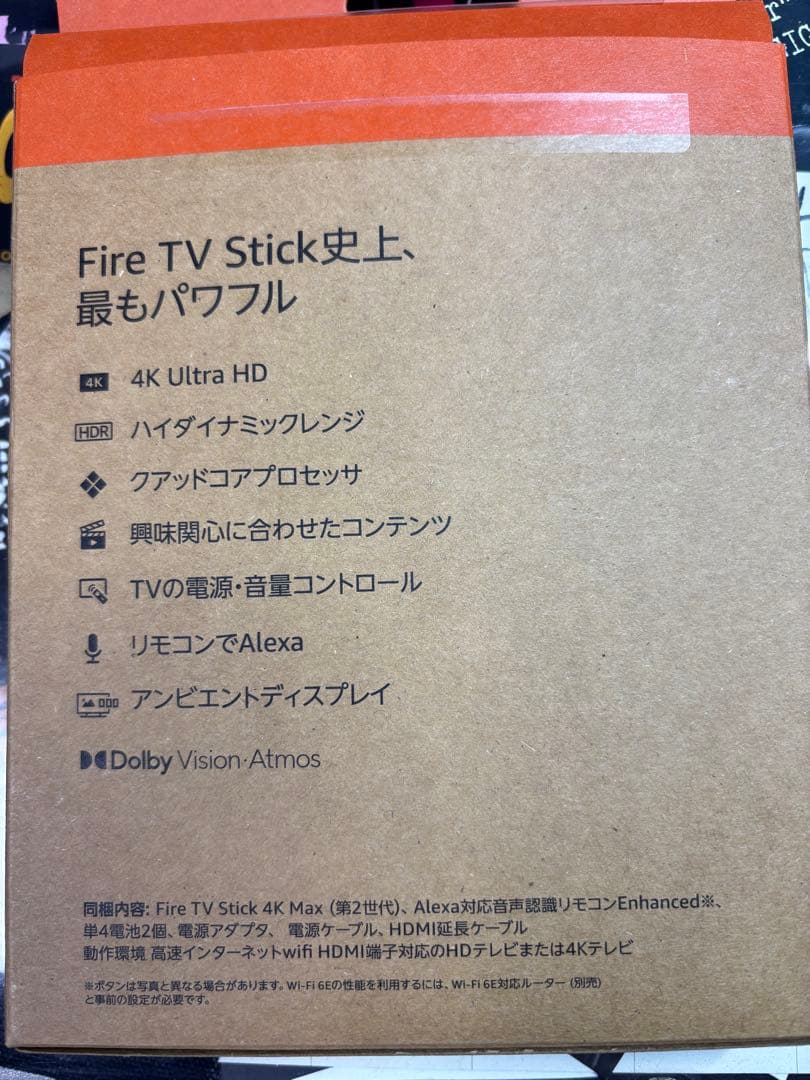 Fire TV Stick史上、
最もパワフル
4K 4K Ultra HD
HDR ハイダイナミックレンジ
クアッドコアプロセッサ
興味関心に合わせたコンテンツ
TVの電源・音量コントロール
リモコンでAlexa
アンビエントディスプレイ
Dolby Vision·Atmos
同梱内容: Fire TV Stick 4K Max (第2世代)、Alexa対応音声認識リモコンEnhanced※、
単4電池2個、電源アダプタ、 電源ケーブル、HDMI延長ケーブル
動作環境 高速インターネットwifi HDMI端子対応のHDテレビまたは4Kテレビ
※ボタンは写真と異なる場合があります。Wi-Fi 6Eの性能を利用するには、Wi-Fi 6E対応ルーター (別売)
と事前の設定が必要です。